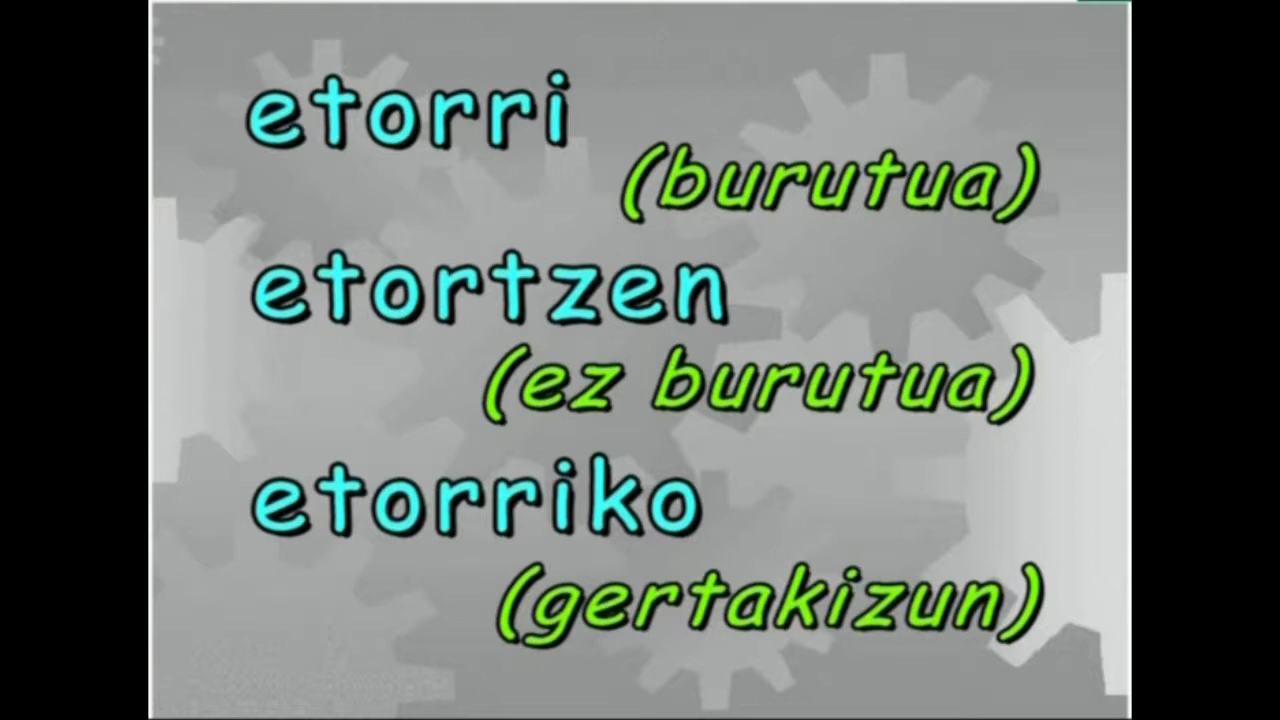 etorri
(burutua)
etortzen
(ez burutua)
etorriko
(gertakizun)